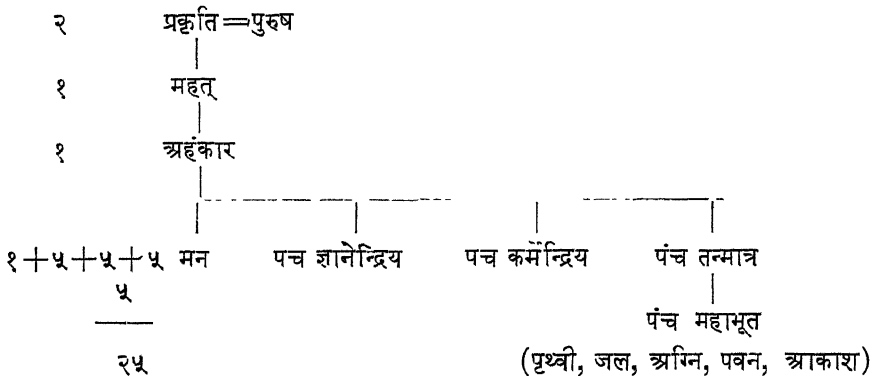 २ प्रकृति=पुरुष
१ महत्
१ अहंकार
१+५+५+५ मन पच ज्ञानेन्द्रिय पच कर्मेन्द्रिय पंच तन्मात्र
५
पंच महाभूत
२५ (पृथ्वी, जल, अग्नि, पवन, आकाश)